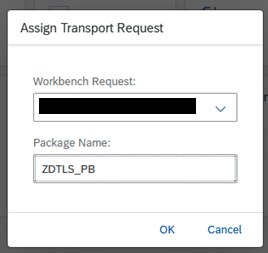 Assign Transport Request
Workbench Request:
Package Name:
ZDTLS_PB
OK Cancel